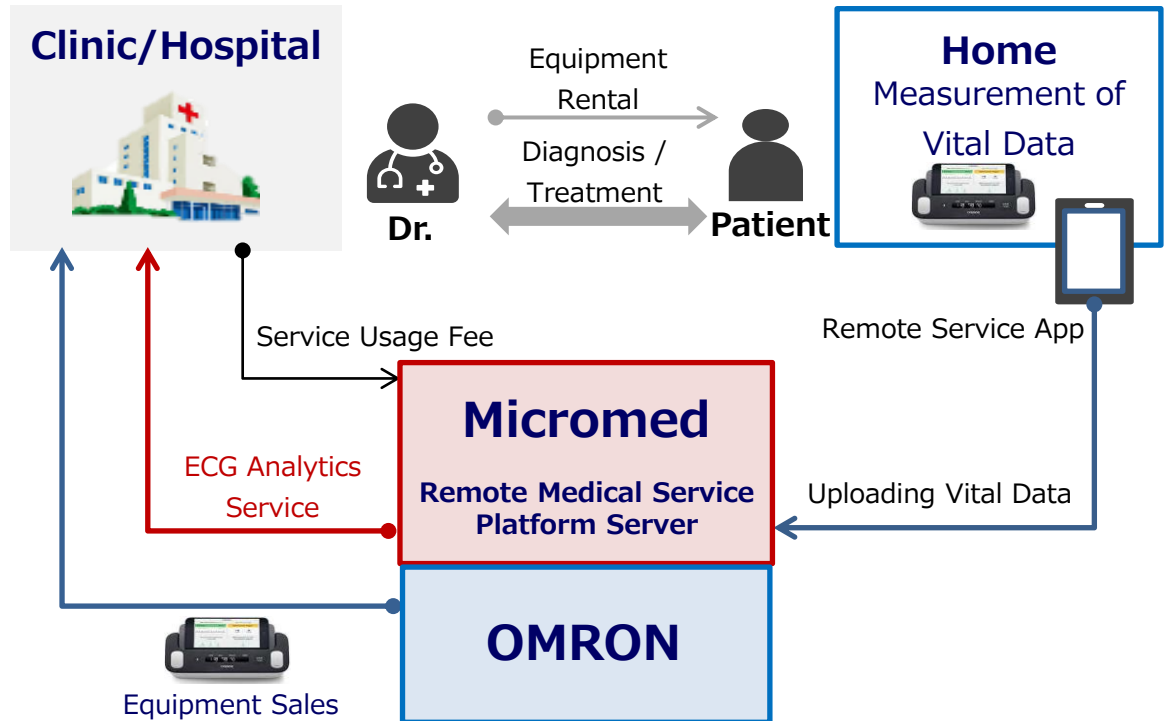 Clinic/Hospital
Equipment
Rental
Diagnosis /
Treatment
Dr.
Patient
Home
Measurement of
Vital Data
Service Usage Fee
Remote Service App
Micromed
Remote Medical Service
Platform Server
ECG Analytics
Service
Uploading Vital Data
OMRON
Equipment Sales